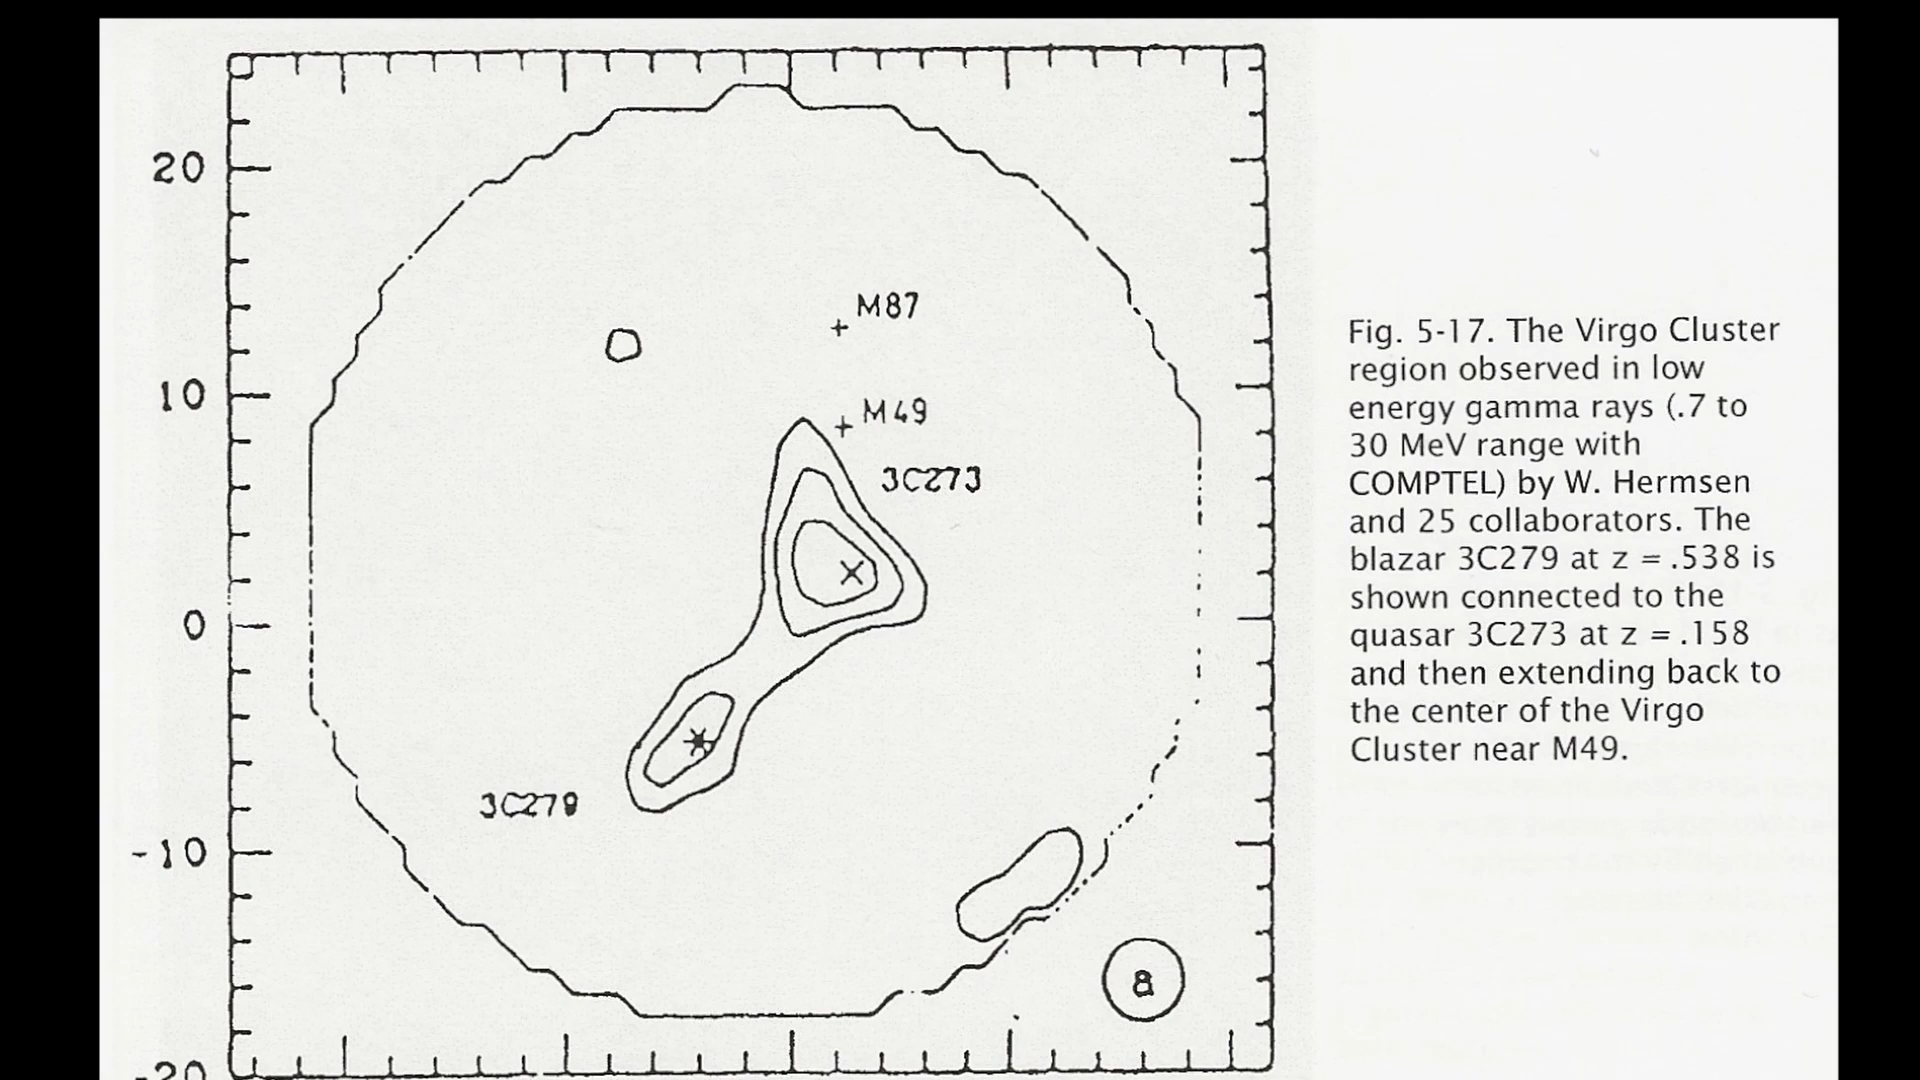 20
10
0
-10
-20
M87
M49
3C273
3C279
a
Fig. 5-17. The Virgo Cluster
region observed in low
energy gamma rays (.7 to
30 MeV range with
COMPTEL) by W. Hermsen
and 25 collaborators. The
blazar 3C279 at z = .538 is
shown connected to the
quasar 3C273 at z = .158
and then extending back to
the center of the Virgo
Cluster near M49.